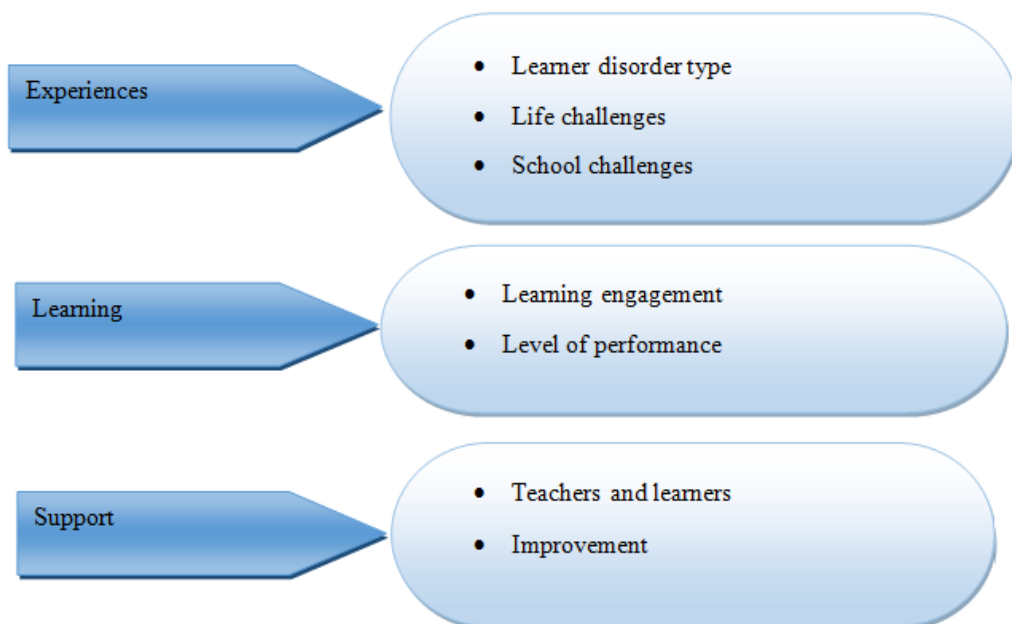 Experiences
• Learner disorder type
• Life challenges
• School challenges
Learning
• Learning engagement
• Level of performance
Support
• Teachers and learners
• Improvement